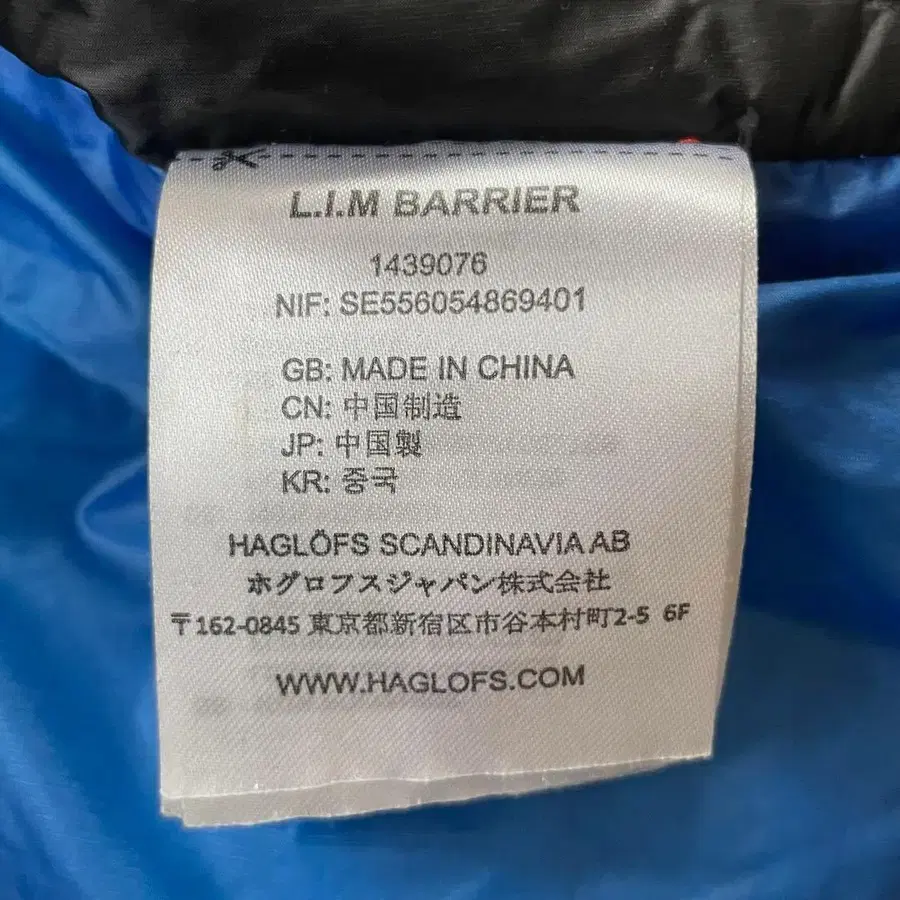 L.I.M BARRIER
1439076
NIF: SE556054869401
GB: MADE IN CHINA
CN: 中国制造
JP: 中国製
KR: 중국
HAGLÖFS SCANDINAVIA AB
ホグロフスジャパン株式会社
〒162-0845 東京都新宿区市谷本村町2-5 6F
WWW.HAGLOFS.COM